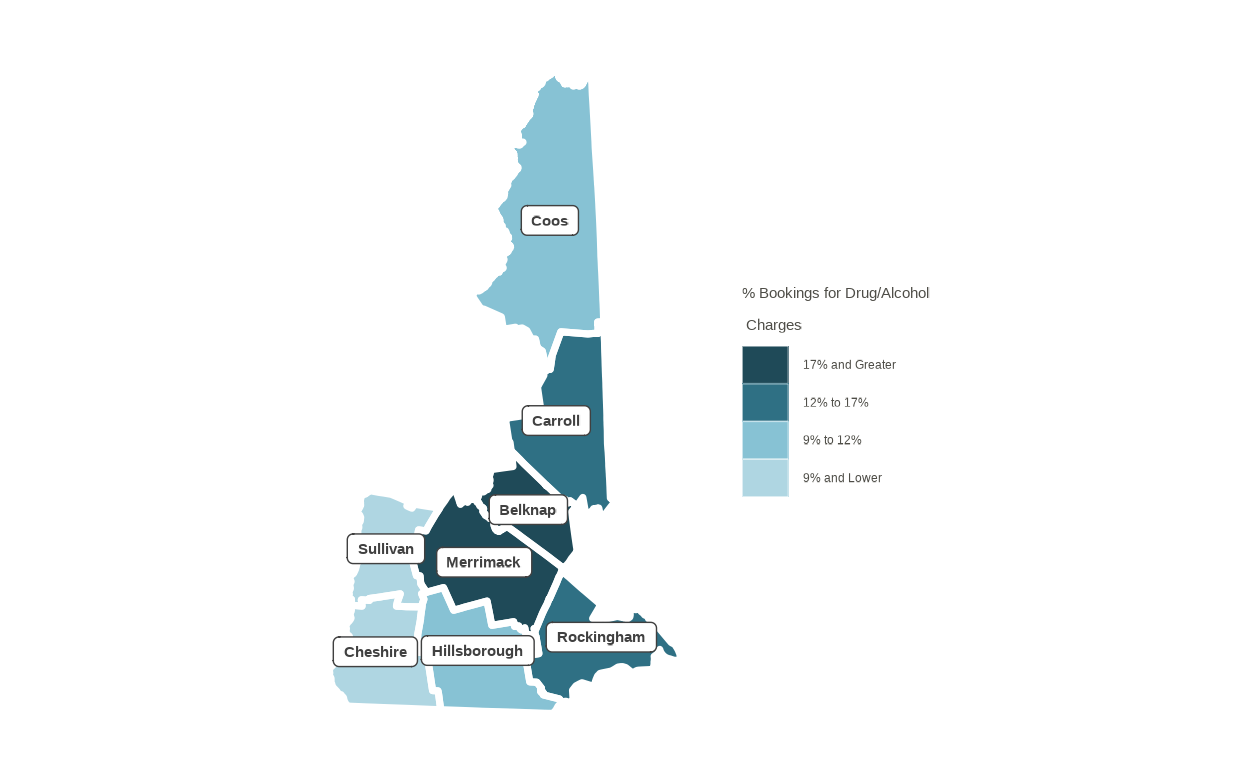 Coos
% Bookings for Drug/Alcohol
Charges
17% and Greater
12% to 17%
9% to 12%
9% and Lower
Carroll
Belknap
Sullivan
Merrimack
Rockingham
Cheshire
Hillsborough